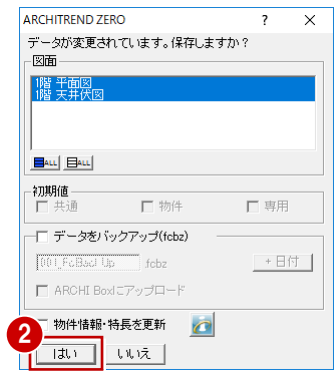 ARCHITREND ZERO ? ×
データが変更されています。保存しますか？
図面
1階 平面図
1階 天井伏図
ALL ALL
初期値
共通 物件 専用
データをバックアップ(fcbz)
.fcbz +日付
ARCHI Boxにアップロード
物件情報・特長を更新
2
はい いいえ